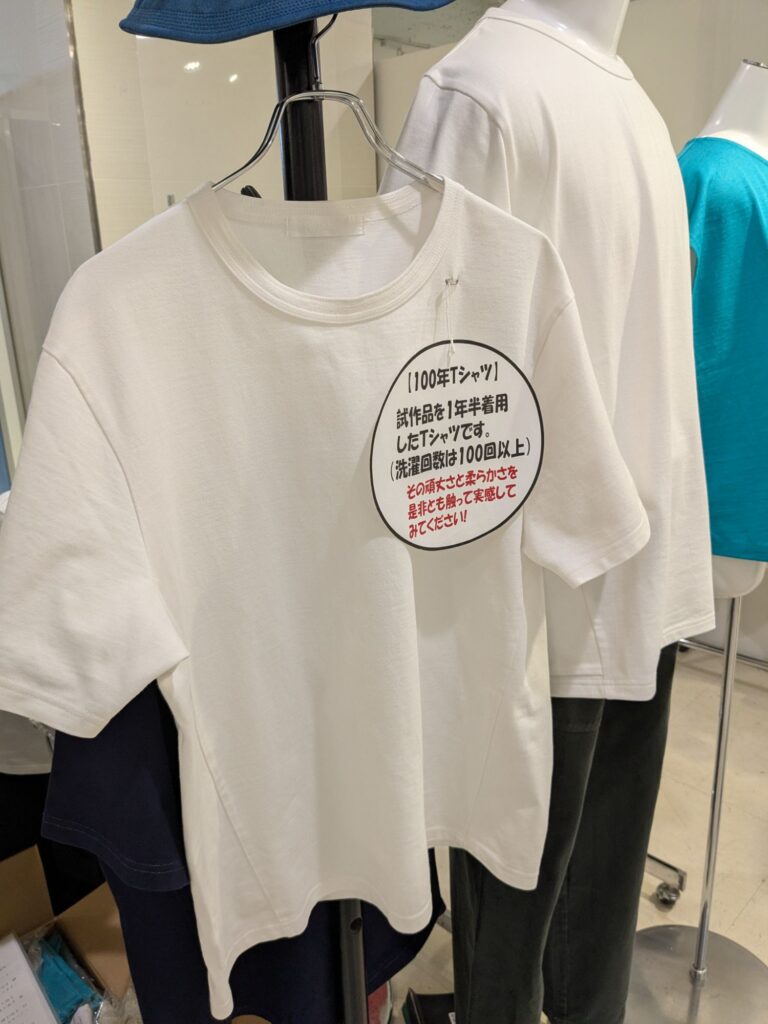 【100年Tシャツ】
試作品を1年半着用
したTシャツです。
(洗濯回数は100回以上)
その頑丈さと柔らかさを
是非とも触って実感して
みてください!